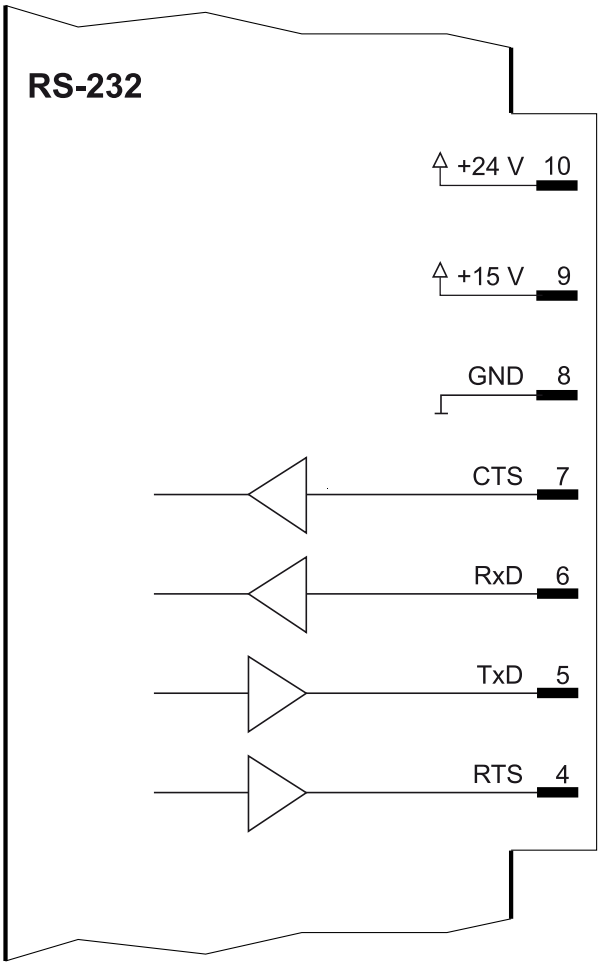 RS-232
+24 V 10
+15 V 9
GND 8
CTS 7
RxD 6
TxD 5
RTS 4